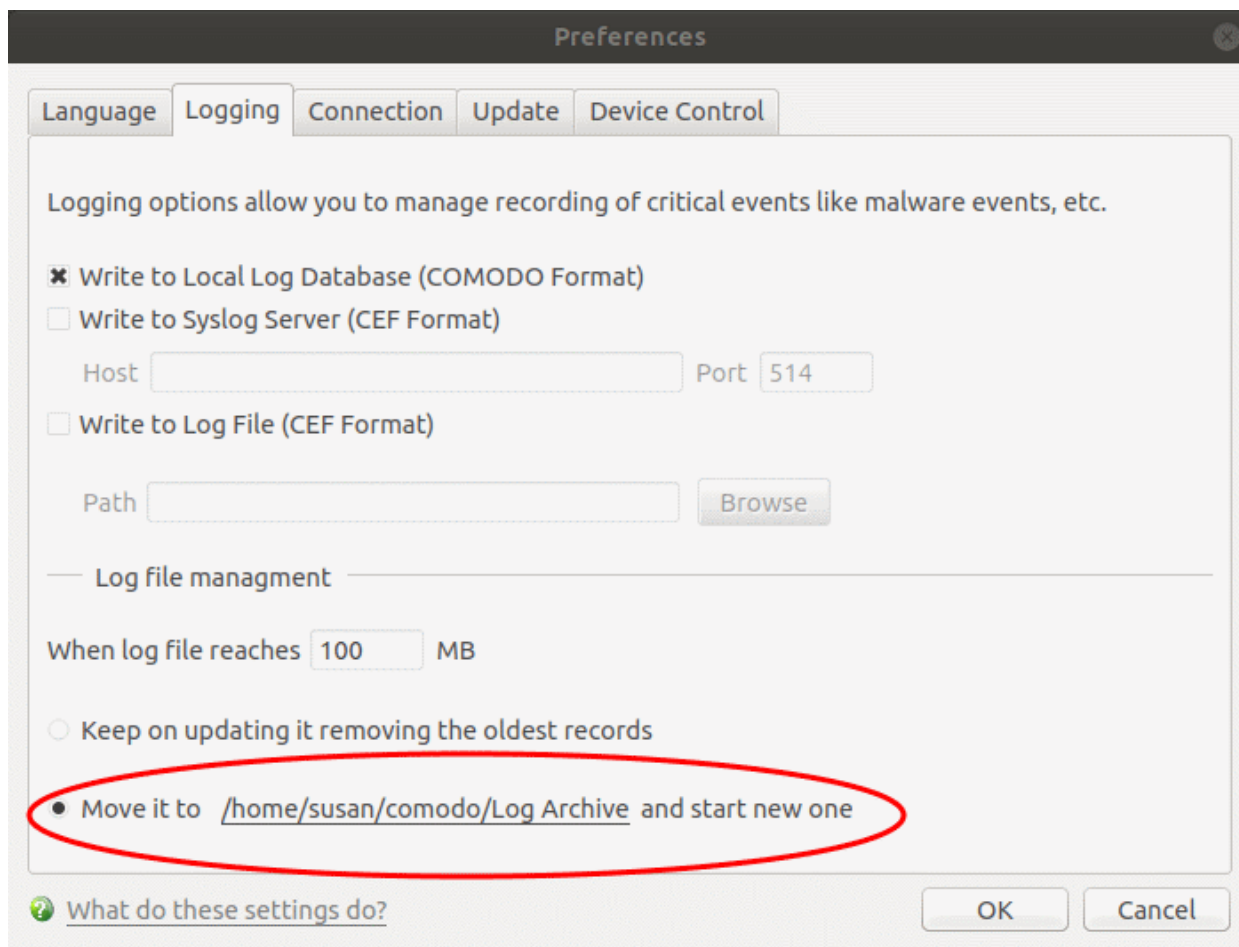 Preferences
Language Logging Connection Update Device Control
Logging options allow you to manage recording of critical events like malware events, etc.
Write to Local Log Database (COMODO Format)
Write to Syslog Server (CEF Format)
Host Port 514
Write to Log File (CEF Format)
Path Browse
Log file managment
When log file reaches 100 MB
Keep on updating it removing the oldest records
Move it to /home/susan/comodo/Log Archive and start new one
What do these settings do? OK Cancel